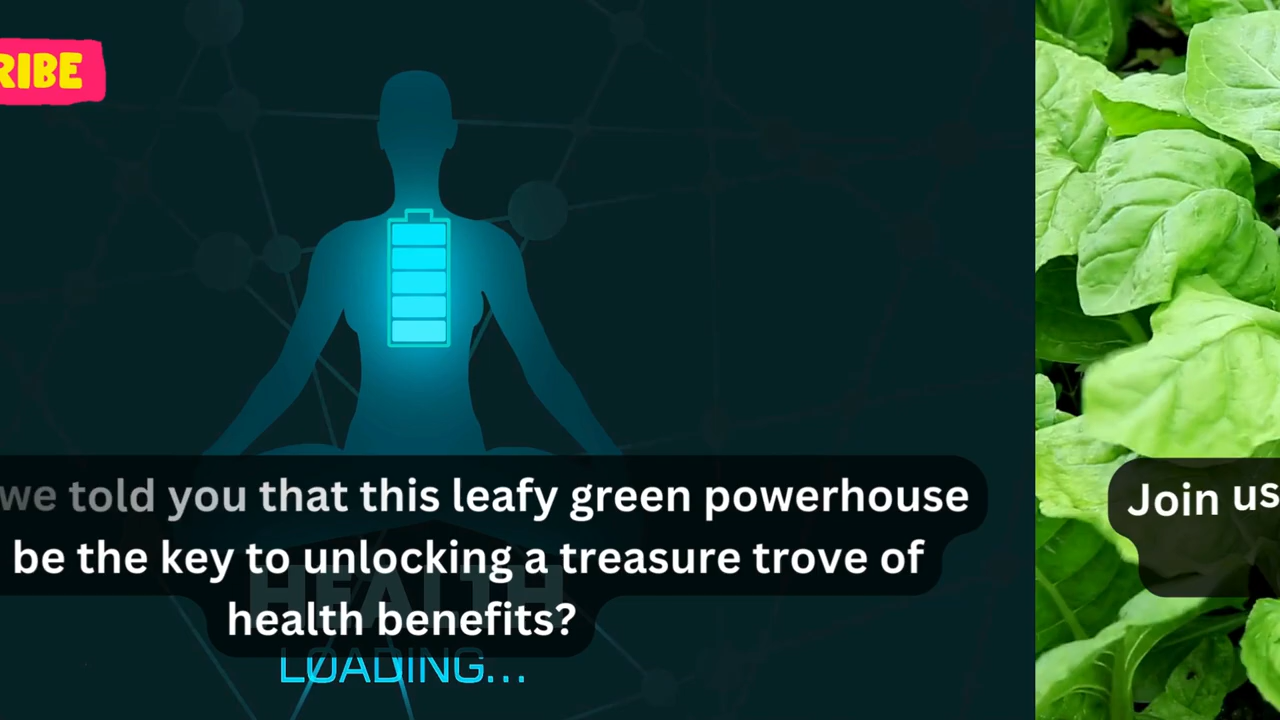 RIBE
we told you that this leafy green powerhouse
be the key to unlocking a treasure trove of
health benefits?
HEALTH
LOADING...
Join us